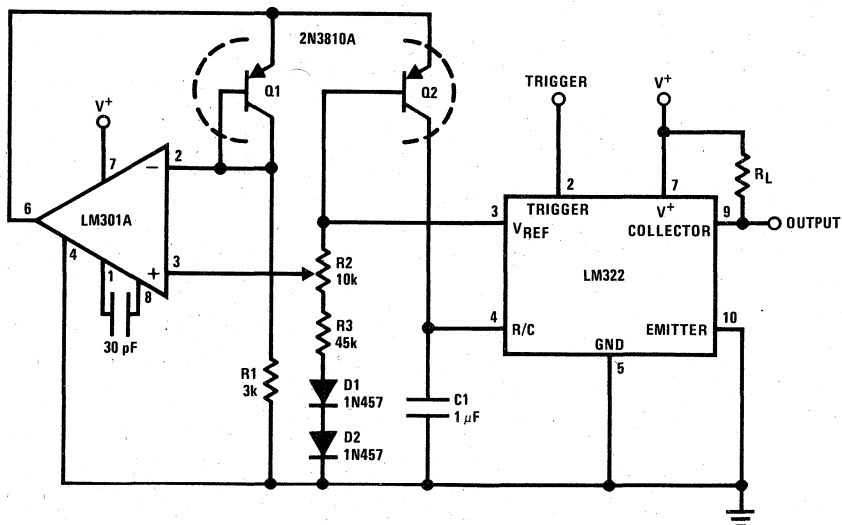 2N3810A
Q1
Q2
TRIGGER
V+
V+
2
7
LM301A
6
4
1
8
3
−
+
30 pF
R1
3k
R2
10k
R3
45k
D1
1N457
D2
1N457
C1
1 μF
2
7
RL
TRIGGER
V+
3
VREF
COLLECTOR
9
OUTPUT
LM322
4
R/C
EMITTER
10
GND
5